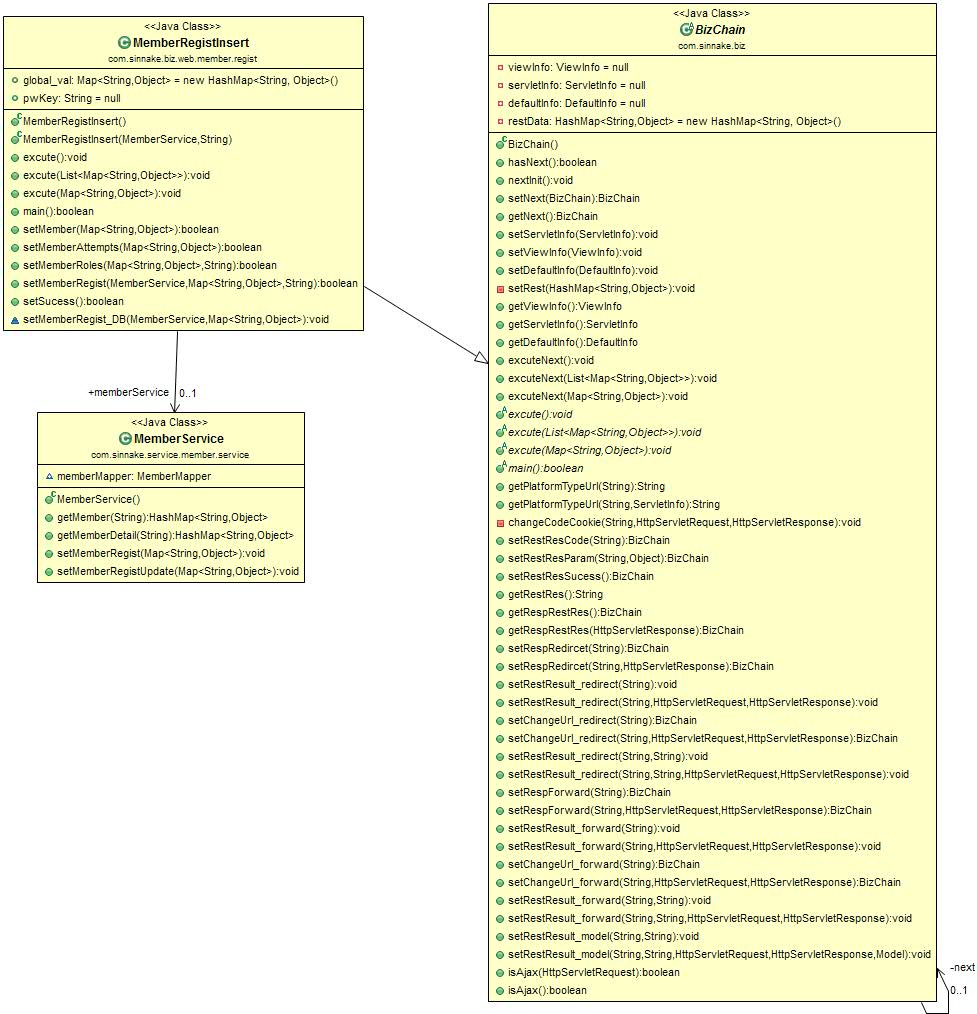 <<Java Class>>
MemberRegistInsert
com.sinnake.biz.web.member.regist
global_val: Map<String,Object> = new HashMap<String, Object>()
pwKey: String = null
MemberRegistInsert()
MemberRegistInsert(MemberService,String)
excute():void
excute(List<Map<String,Object>>):void
excute(Map<String,Object>):void
main():boolean
setMember(Map<String,Object>):boolean
setMemberAttempts(Map<String,Object>):boolean
setMemberRoles(Map<String,Object>,String):boolean
setMemberRegist(MemberService,Map<String,Object>,String):boolean
setSucess():boolean
setMemberRegist_DB(MemberService,Map<String,Object>):void
+memberService 0..1
<<Java Class>>
MemberService
com.sinnake.service.member.service
memberMapper: MemberMapper
MemberService()
getMember(String):HashMap<String,Object>
getMemberDetail(String):HashMap<String,Object>
setMemberRegist(Map<String,Object>):void
setMemberRegistUpdate(Map<String,Object>):void
<<Java Class>>
BizChain
com.sinnake.biz
viewInfo: ViewInfo = null
servletInfo: ServletInfo = null
defaultInfo: DefaultInfo = null
restData: HashMap<String,Object> = new HashMap<String, Object>()
BizChain()
hasNext():boolean
nextInit():void
setNext(BizChain):BizChain
getNext():BizChain
setServletInfo(ServletInfo):void
setViewInfo(ViewInfo):void
setDefaultInfo(DefaultInfo):void
setRest(HashMap<String,Object>):void
getViewInfo():ViewInfo
getServletInfo():ServletInfo
getDefaultInfo():DefaultInfo
excuteNext():void
excuteNext(List<Map<String,Object>>):void
excuteNext(Map<String,Object>):void
excute():void
excute(List<Map<String,Object>>):void
excute(Map<String,Object>):void
main():boolean
getPlatformTypeUrl(String):String
getPlatformTypeUrl(String,ServletInfo):String
changeCodeCookie(String,HttpServletRequest,HttpServletResponse):void
setRestResCode(String):BizChain
setRestResParam(String,Object):BizChain
setRestResSucess():BizChain
getRestRes():String
getRespRestRes():BizChain
getRespRestRes(HttpServletResponse):BizChain
setRespRedircet(String):BizChain
setRespRedircet(String,HttpServletResponse):BizChain
setRestResult_redirect(String):void
setRestResult_redirect(String,HttpServletRequest,HttpServletResponse):void
setChangeUrl_redirect(String):BizChain
setChangeUrl_redirect(String,HttpServletRequest,HttpServletResponse):BizChain
setRestResult_redirect(String,String):void
setRestResult_redirect(String,String,HttpServletRequest,HttpServletResponse):void
setRespForward(String):BizChain
setRespForward(String,HttpServletRequest,HttpServletResponse):BizChain
setRestResult_forward(String):void
setRestResult_forward(String,HttpServletRequest,HttpServletResponse):void
setChangeUrl_forward(String):BizChain
setChangeUrl_forward(String,HttpServletRequest,HttpServletResponse):BizChain
setRestResult_forward(String,String):void
setRestResult_forward(String,String,HttpServletRequest,HttpServletResponse):void
setRestResult_model(String,String):void
setRestResult_model(String,String,HttpServletRequest,HttpServletResponse,Model):void
isAjax(HttpServletRequest):boolean
isAjax():boolean
-next
0..1